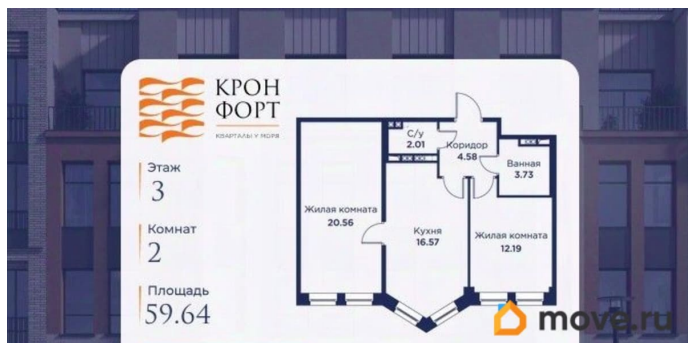 КРОН
ФОРТ
КВАРТАЛЫ У МОРЯ
Этаж
3
Комнат
2
Площадь
59.64
С/у
2.01
Коридор
4.58
Ванная
3.73
Жилая комната
20.56
Кухня
16.57
Жилая комната
12.19
move.ru